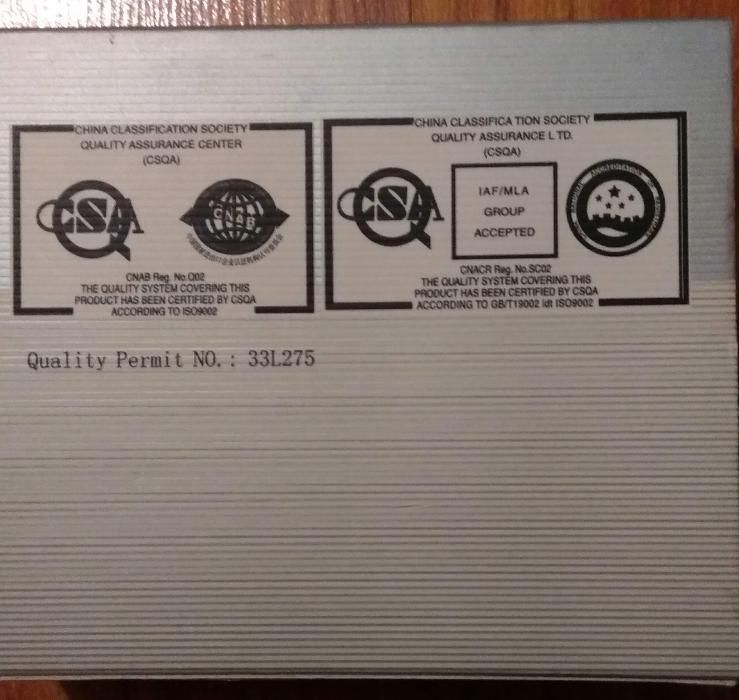 CHINA CLASSIFICATION SOCIETY
QUALITY ASSURANCE CENTER
(CSQA)
CSQA
CNAB
CNAB Reg. No.Q02
THE QUALITY SYSTEM COVERING THIS
PRODUCT HAS BEEN CERTIFIED BY CSQA
ACCORDING TO ISO9002
CHINA CLASSIFICA TION SOCIETY
QUALITY ASSURANCE L TD.
(CSQA)
CSQA
IAF/MLA
GROUP
ACCEPTED
CNACR Reg. No.SC02
THE QUALITY SYSTEM COVERING THIS
PRODUCT HAS BEEN CERTIFIED BY CSQA
ACCORDING TO GB/T19002 idt ISO9002
Quality Permit NO.: 33L275